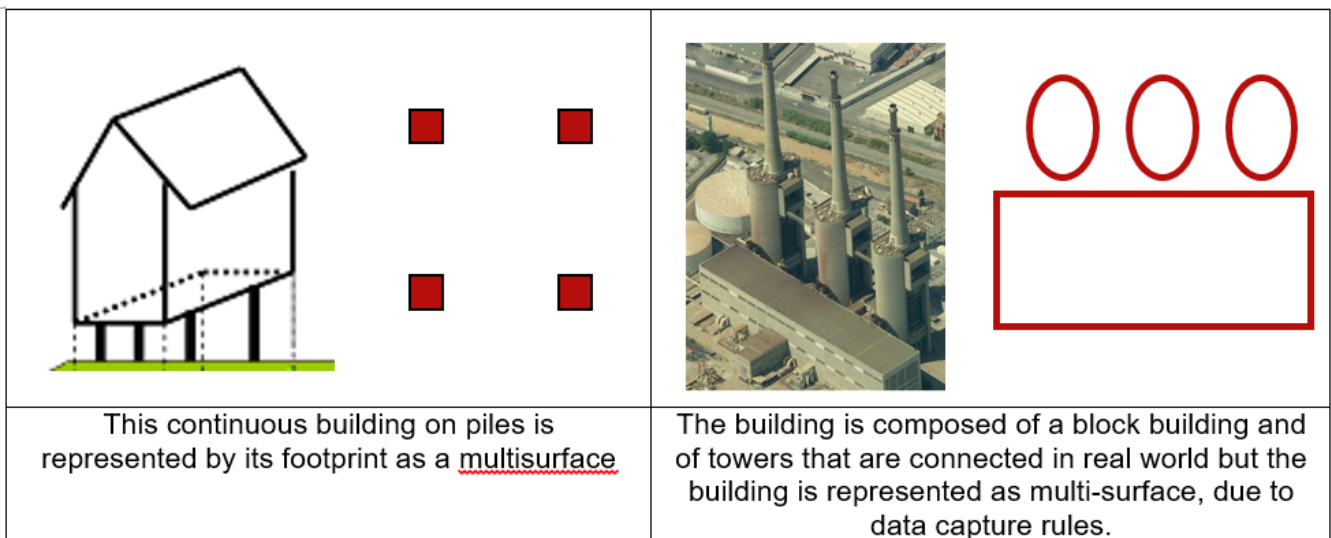 This continuous building on piles is
represented by its footprint as a multisurface
The building is composed of a block building and
of towers that are connected in real world but the
building is represented as multi-surface, due to
data capture rules.